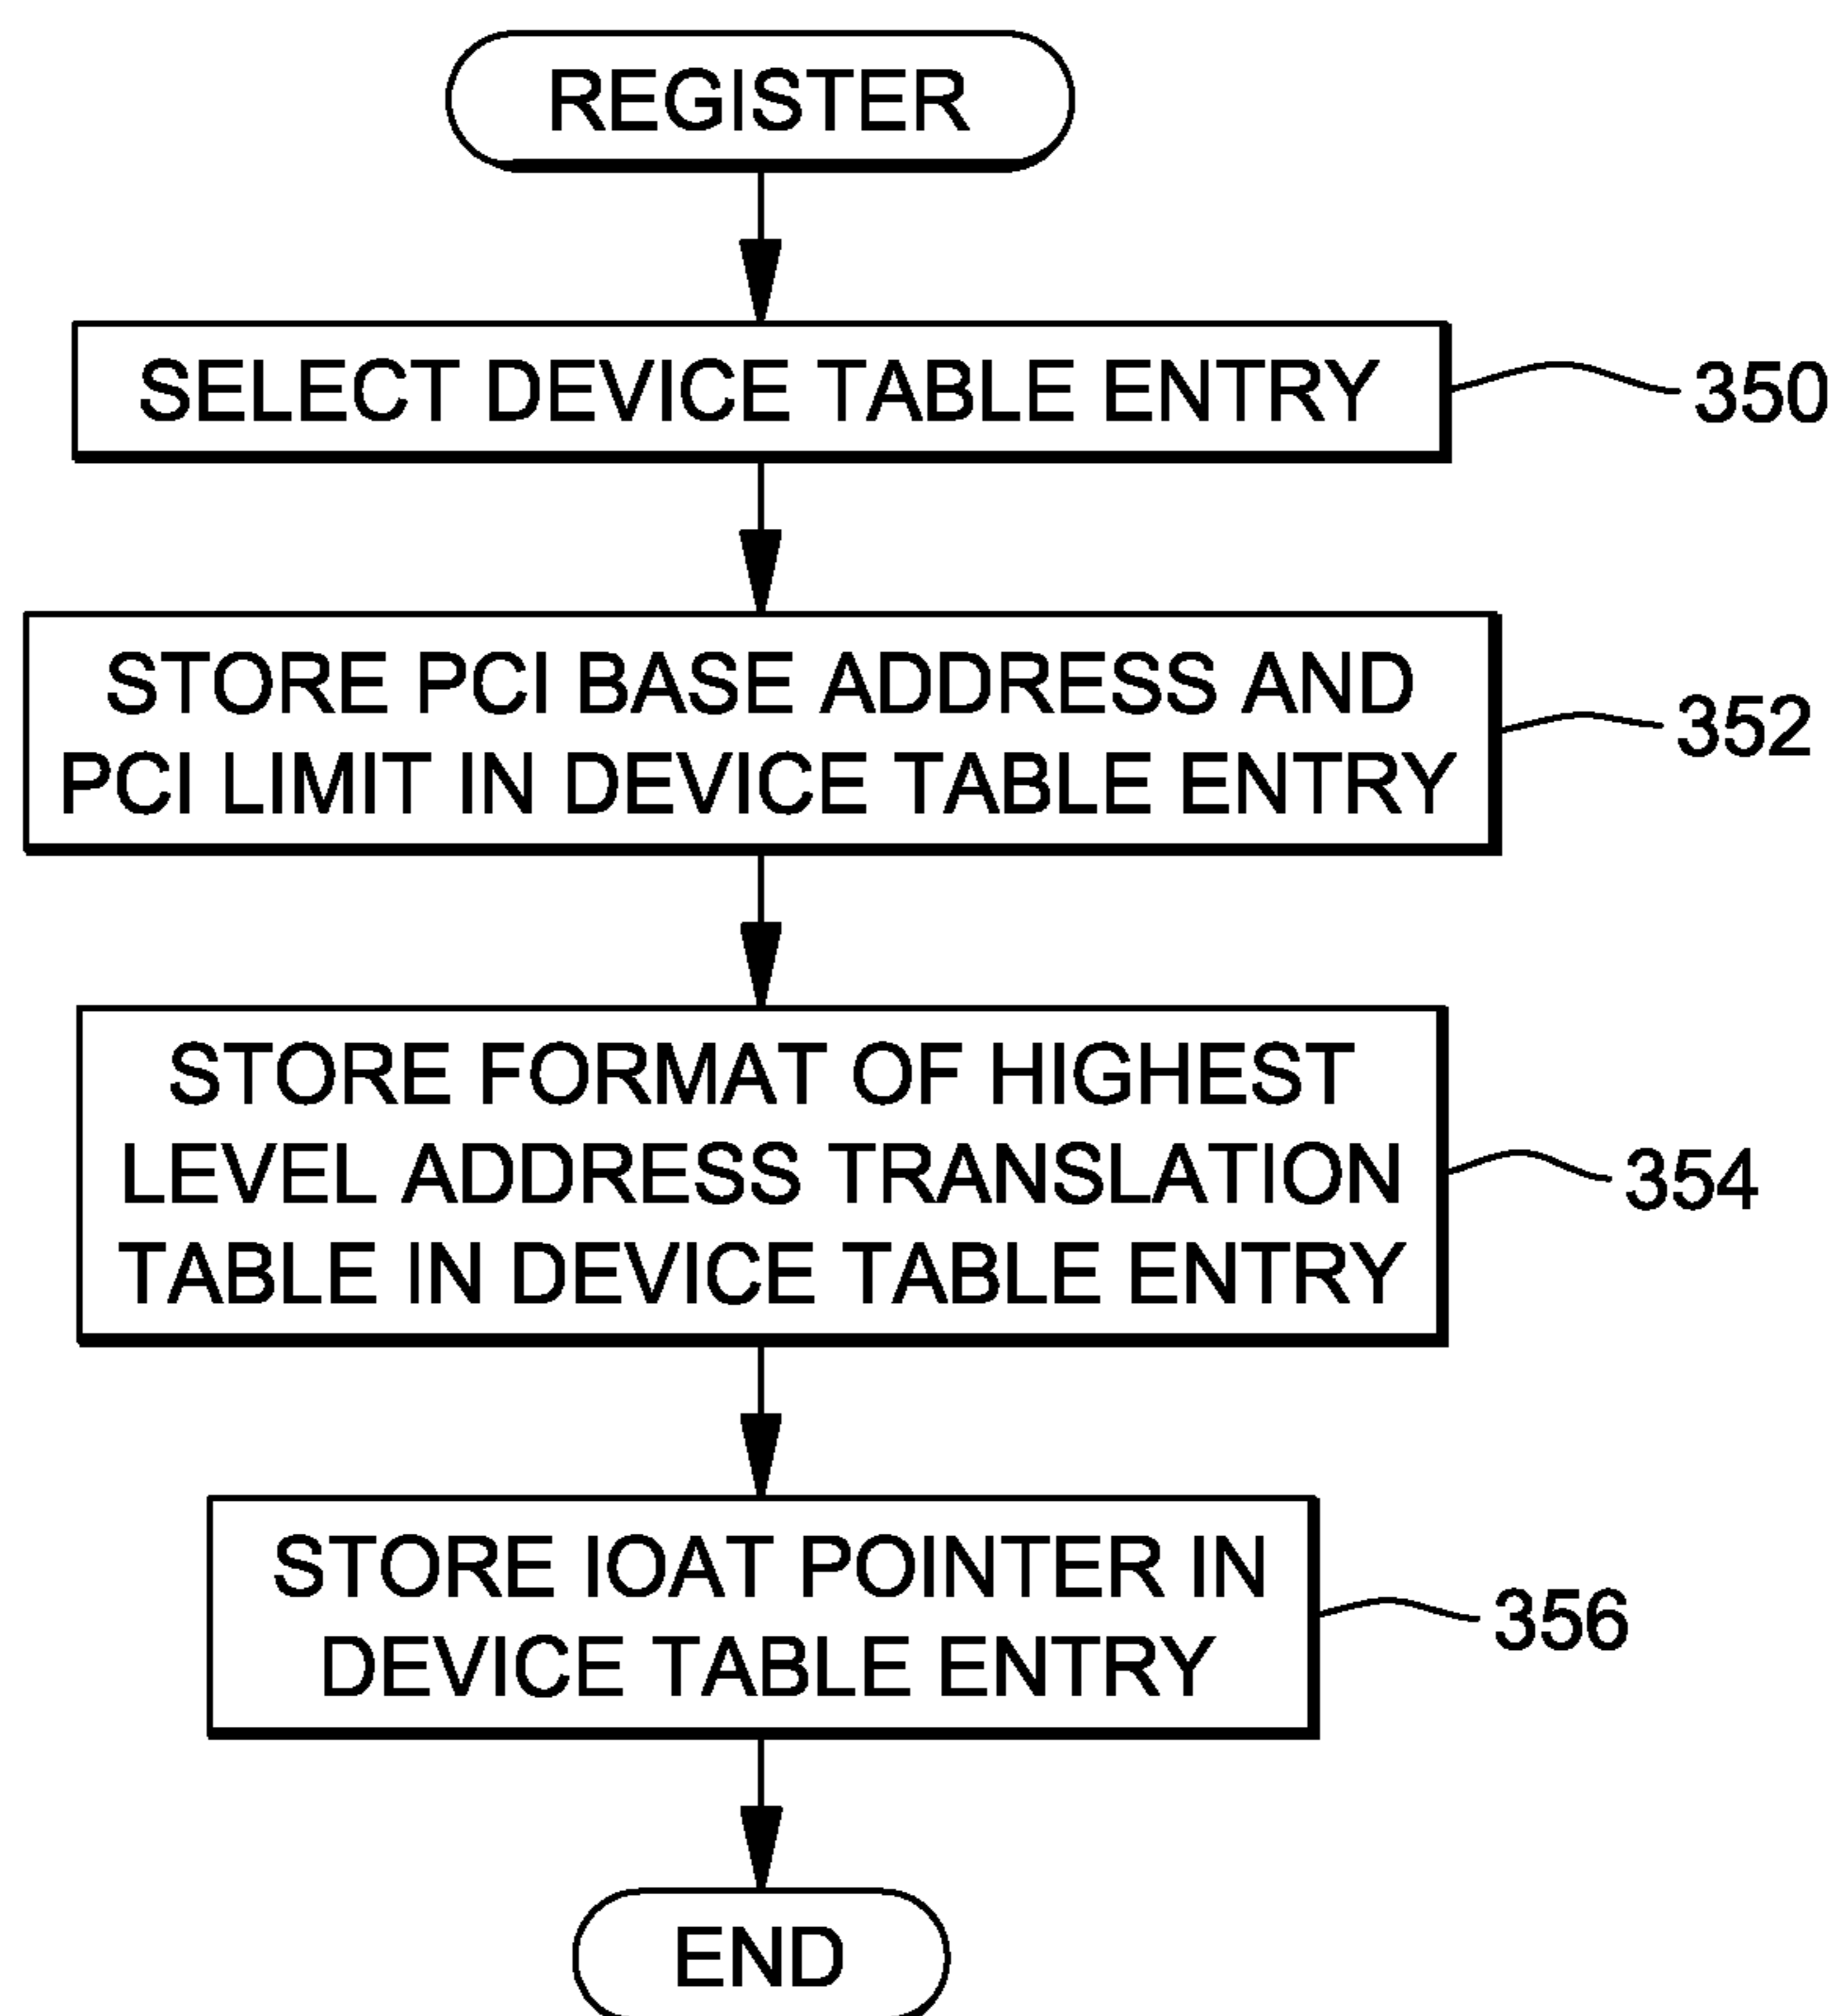 REGISTER
SELECT DEVICE TABLE ENTRY
350
STORE PCI BASE ADDRESS AND
PCI LIMIT IN DEVICE TABLE ENTRY
352
STORE FORMAT OF HIGHEST
LEVEL ADDRESS TRANSLATION
TABLE IN DEVICE TABLE ENTRY
354
STORE IOAT POINTER IN
DEVICE TABLE ENTRY
356
END